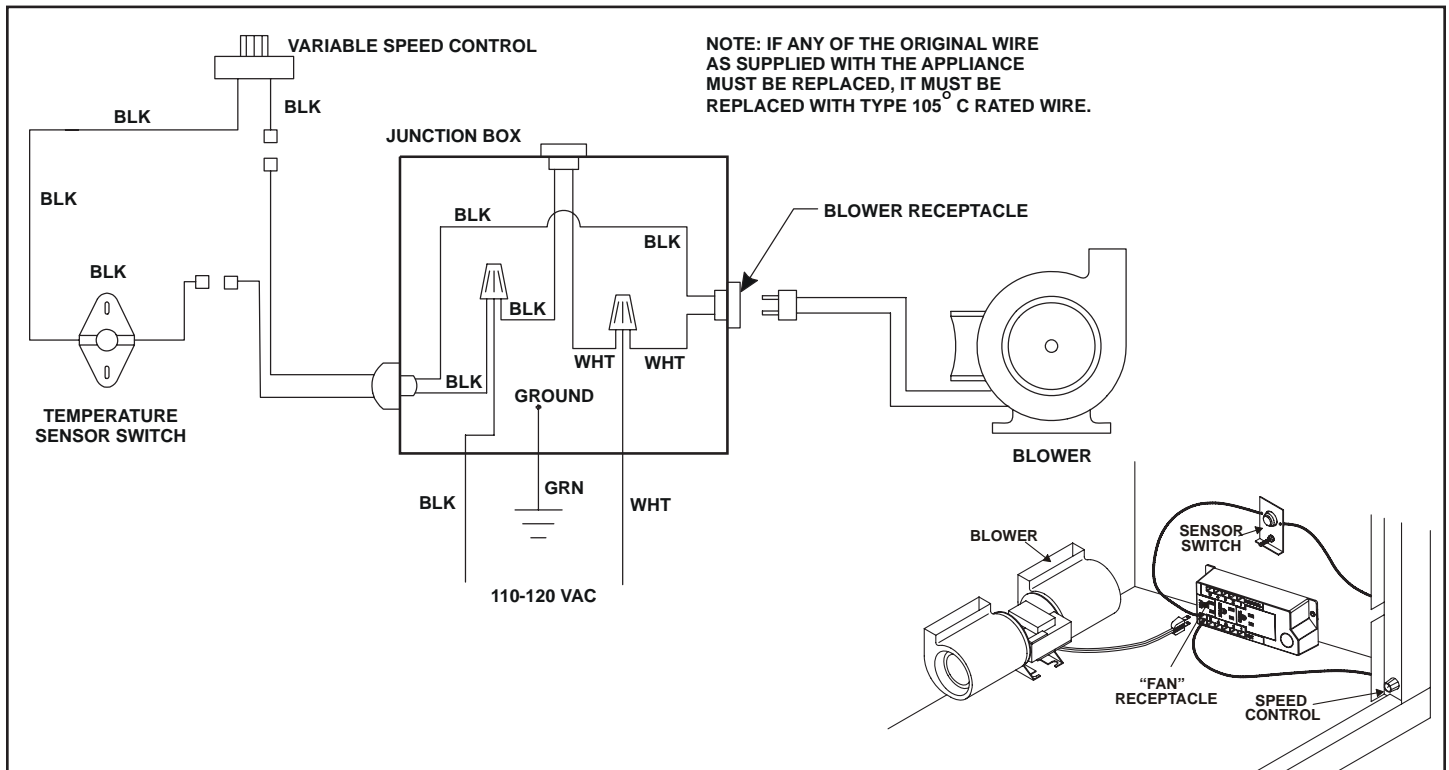 VARIABLE SPEED CONTROL
NOTE: IF ANY OF THE ORIGINAL WIRE
AS SUPPLIED WITH THE APPLIANCE
MUST BE REPLACED, IT MUST BE
REPLACED WITH TYPE 105° C RATED WIRE.
BLK
BLK
JUNCTION BOX
BLK
BLK
BLOWER RECEPTACLE
BLK
BLK
BLK
WHT
WHT
BLK
GROUND
TEMPERATURE
SENSOR SWITCH
BLOWER
GRN
BLK
WHT
110-120 VAC
BLOWER
SENSOR
SWITCH
“FAN”
RECEPTACLE
SPEED
CONTROL